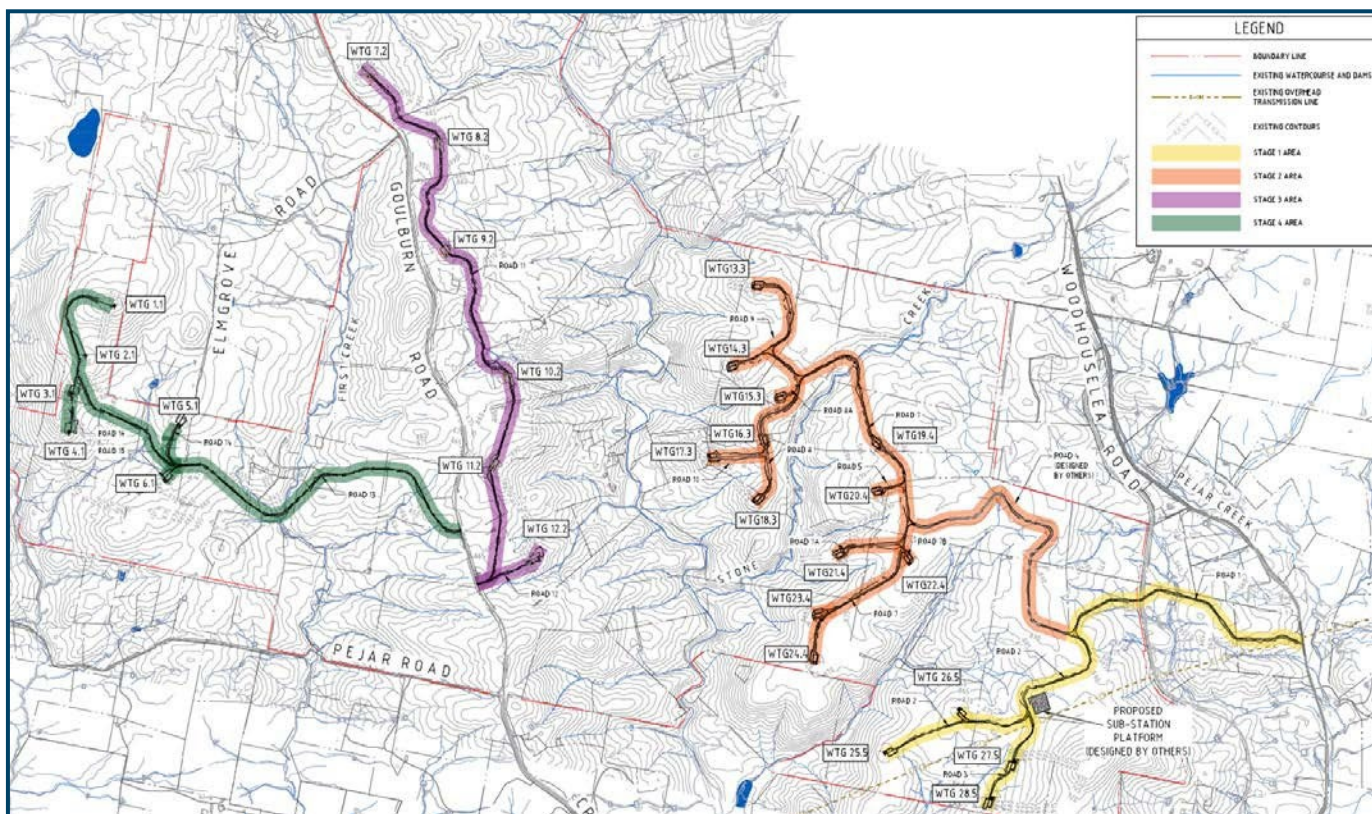 LEGEND
BOUNDARY LINE
EXISTING WATERCOURSE AND DAMS
EXISTING OVERHEAD
TRANSMISSION LINE
EXISTING CONTOURS
STAGE 1 AREA
STAGE 2 AREA
STAGE 3 AREA
STAGE 4 AREA
WTG 7.2
WTG 8.2
ROAD
GOULBURN
ROAD
ELMGROVE
FIRST CREEK
WTG 9.2
ROAD 11
WTG 10.2
WTG 11.2
WTG 12.2
ROAD 12
WTG 1.1
WTG 2.1
WTG 3.1
WTG 4.1
WTG 5.1
WTG 6.1
ROAD 16
ROAD 15
ROAD 14
ROAD 13
PEJAR ROAD
WTG13.3
ROAD 9
WTG14.3
WTG15.3
WTG16.3
WTG17.3
WTG18.3
ROAD 10
ROAD 8
ROAD 8A
ROAD 7
CREEK
WTG19.4
ROAD 5
WTG20.4
ROAD 7A
WTG21.4
ROAD 7B
WTG22.4
STONE
WTG23.4
ROAD 7
WTG24.4
ROAD 4
(DESIGNED
BY OTHERS)
WOODHOUSELEA ROAD
PEJAR CREEK
ROAD 1
ROAD 2
WTG 26.5
ROAD 2
WTG 25.5
WTG 27.5
ROAD 3
WTG 28.5
PROPOSED
SUB-STATION
PLATFORM
(DESIGNED BY OTHERS)